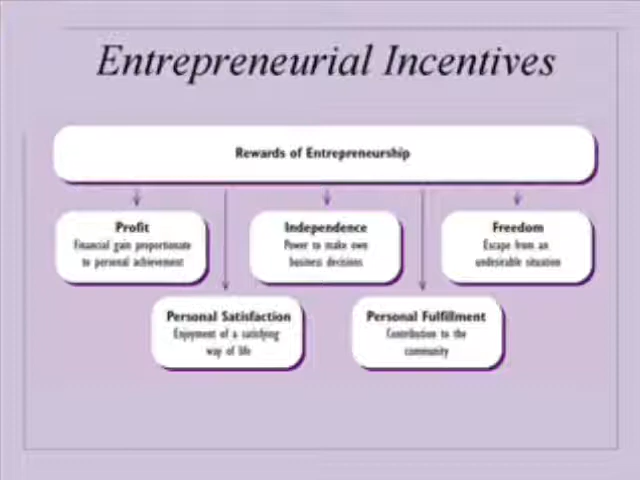 Entrepreneurial Incentives
Rewards of Entrepreneurship
Profit
Financial gain proportionate
to personal achievement
Independence
Power to make own
business decisions
Freedom
Escape from an
undesirable situation
Personal Satisfaction
Enjoyment of a satisfying
way of life
Personal Fulfillment
Contribution to the
community